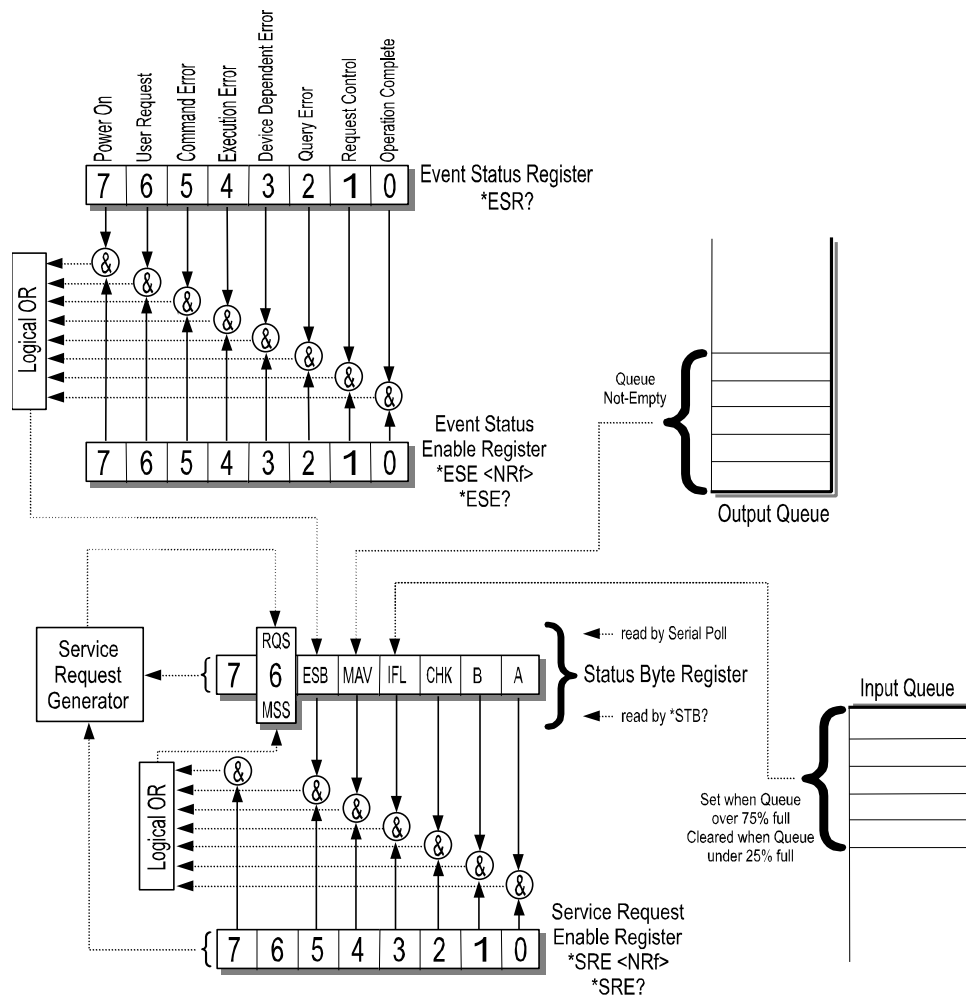 Power On
User Request
Command Error
Execution Error
Device Dependent Error
Query Error
Request Control
Operation Complete
7 6 5 4 3 2 1 0
Event Status Register
*ESR?
& & & & & & & &
Logical OR
Event Status
Enable Register
*ESE <NRf>
*ESE?
7 6 5 4 3 2 1 0
Queue
Not-Empty
Output Queue
Service
Request
Generator
RQS
7 6 ESB MAV IFL CHK B A
MSS
read by Serial Poll
Status Byte Register
read by *STB?
Input Queue
Set when Queue
over 75% full
Cleared when Queue
under 25% full
& & & & & & &
Logical OR
Service Request
Enable Register
*SRE <NRf>
*SRE?
7 6 5 4 3 2 1 0